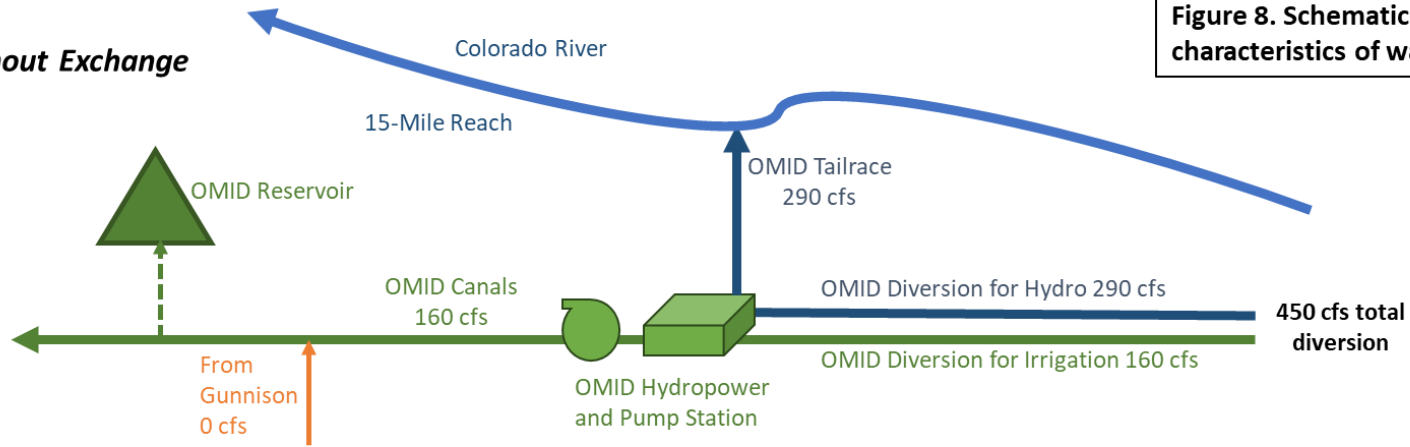 Figure 8. Schematic
characteristics of
Exchange
Colorado River
15-Mile Reach
OMID Tailrace
290 cfs
OMID Reservoir
OMID Canals
160 cfs
OMID Diversion for Hydro 290 cfs
450 cfs total
diversion
OMID Diversion for Irrigation 160 cfs
From
Gunnison
0 cfs
OMID Hydropower
and Pump Station